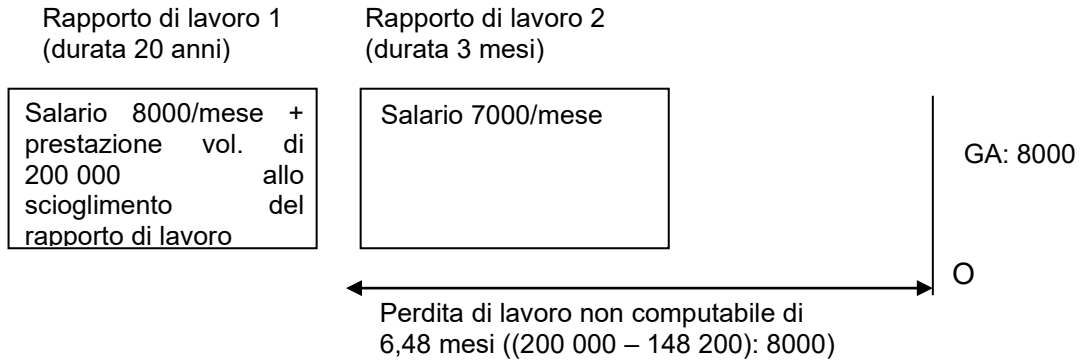 Rapporto di lavoro 1
(durata 20 anni)
Rapporto di lavoro 2
(durata 3 mesi)
Salario 8000/mese +
prestazione vol. di
200 000 allo
scioglimento del
rapporto di lavoro
Salario 7000/mese
GA: 8000
O
Perdita di lavoro non computabile di
6,48 mesi ((200 000 – 148 200): 8000)